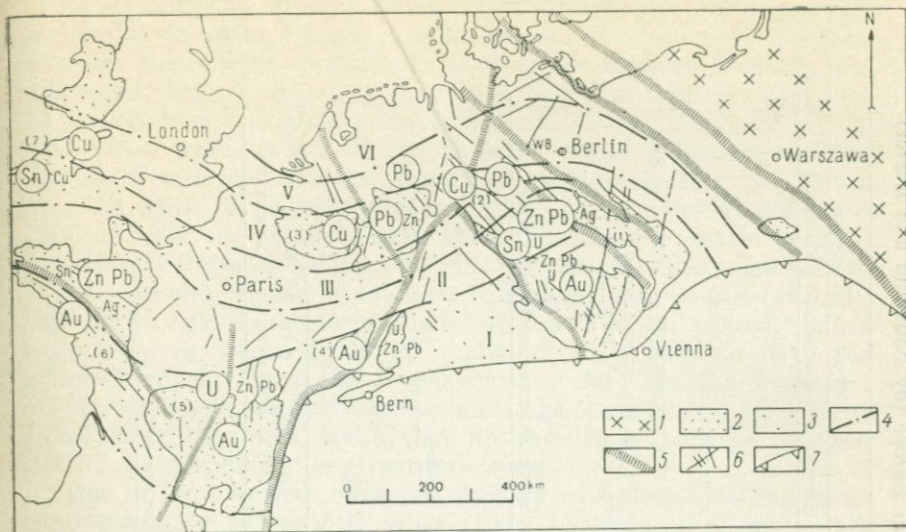 N
(7)
Cu
London
Sn
Cu
VI
V
WB
Berlin
Warszawa
Pb
Cu
Pb
(2)
II
IV
(3)
Cu
Pb
Zn
Zn Pb
Ag
(1)
Sn
U
Sn
Zn Pb
Paris
III
II
Zn Pb
U
Au
Ag
Au
(6)
I
I
(4)
Au
U
Zn Pb
Vienna
(5)
U
Zn
Pb
Bern
Au
1
2
3
4
5
6
7
0
200
400 km